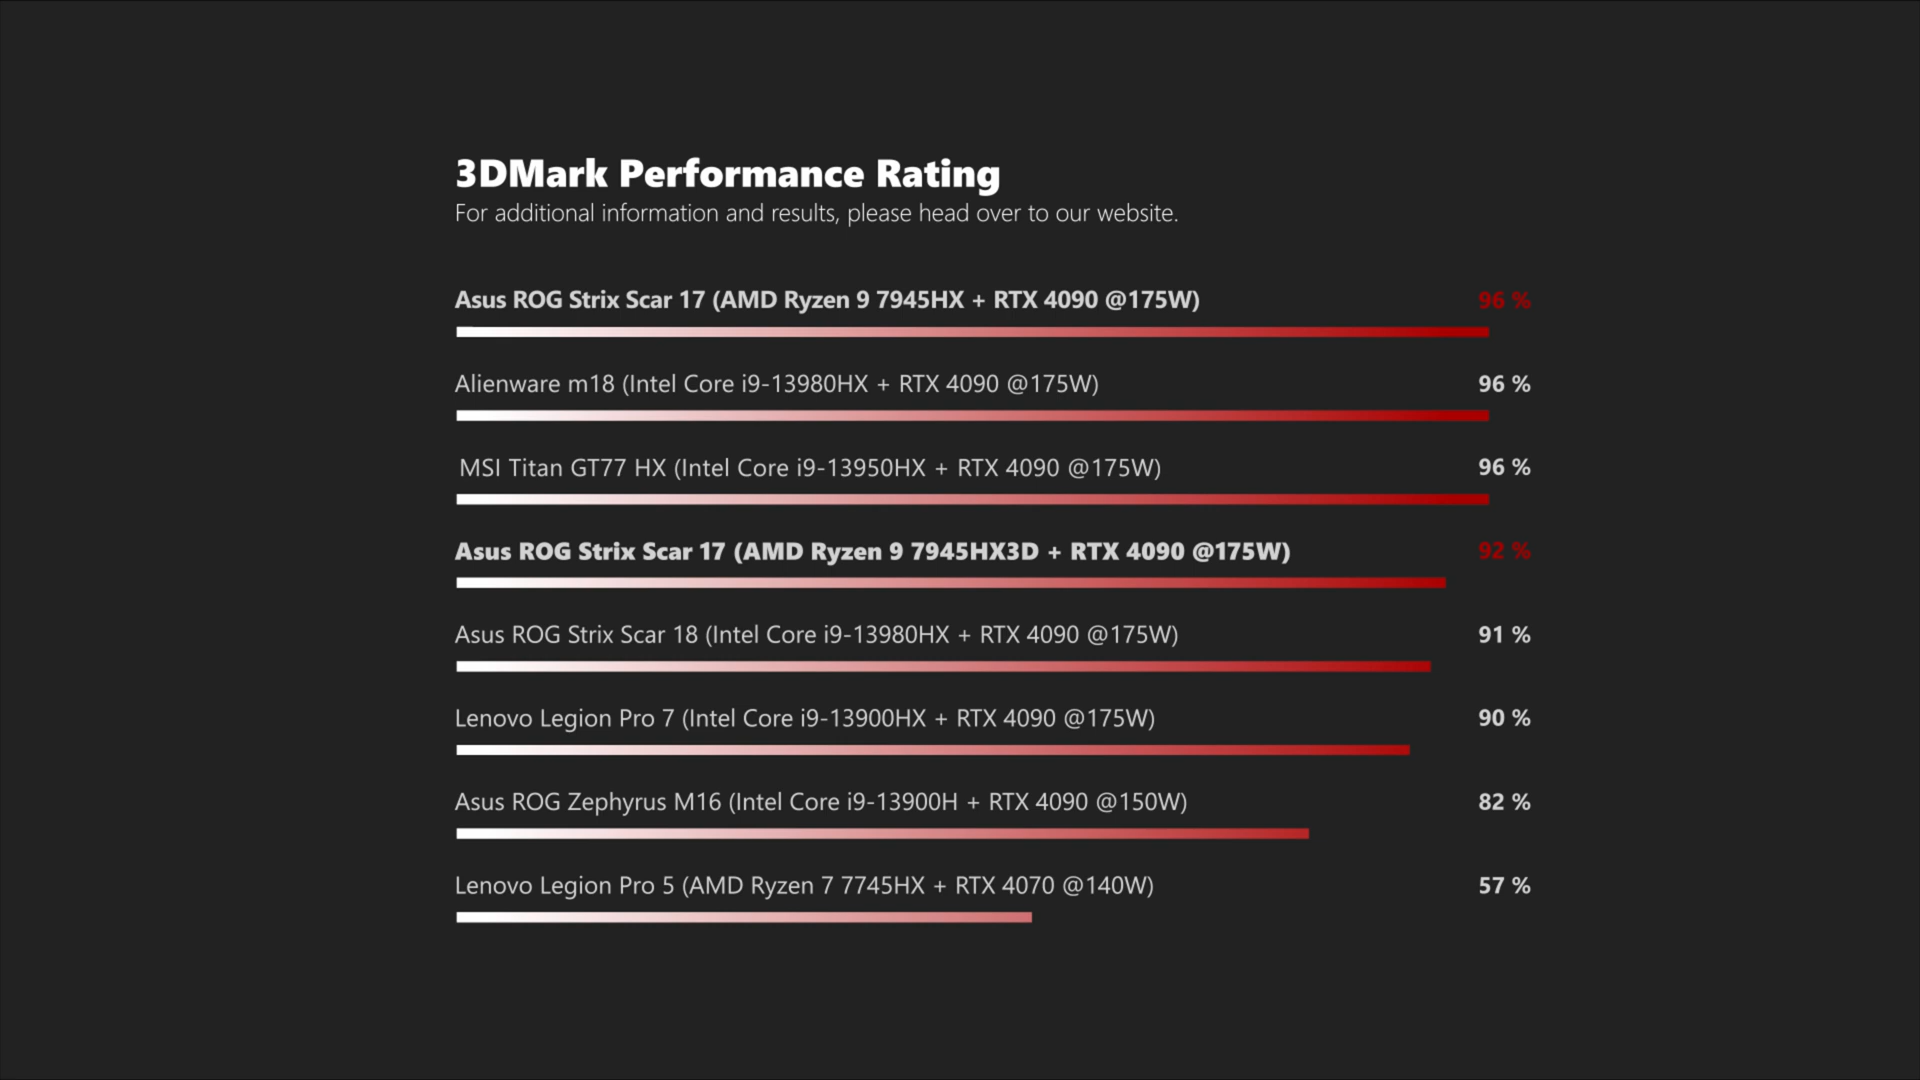 3DMark Performance Rating
For additional information and results, please head over to our website.
Asus ROG Strix Scar 17 (AMD Ryzen 9 7945HX + RTX 4090 @175W) 96 %
Alienware m18 (Intel Core i9-13980HX + RTX 4090 @175W) 96 %
MSI Titan GT77 HX (Intel Core i9-13950HX + RTX 4090 @175W) 96 %
Asus ROG Strix Scar 17 (AMD Ryzen 9 7945HX3D + RTX 4090 @175W) 92 %
Asus ROG Strix Scar 18 (Intel Core i9-13980HX + RTX 4090 @175W) 91 %
Lenovo Legion Pro 7 (Intel Core i9-13900HX + RTX 4090 @175W) 90 %
Asus ROG Zephyrus M16 (Intel Core i9-13900H + RTX 4090 @150W) 82 %
Lenovo Legion Pro 5 (AMD Ryzen 7 7745HX + RTX 4070 @140W) 57 %